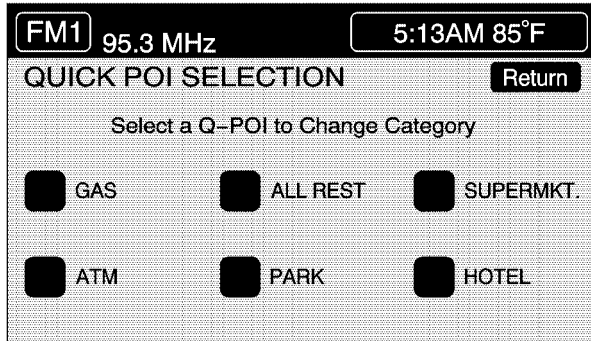 FM1 95.3 MHz 5:13AM 85°F
QUICK POI SELECTION Return
Select a Q–POI to Change Category
GAS ALL REST SUPERMKT.
ATM PARK HOTEL